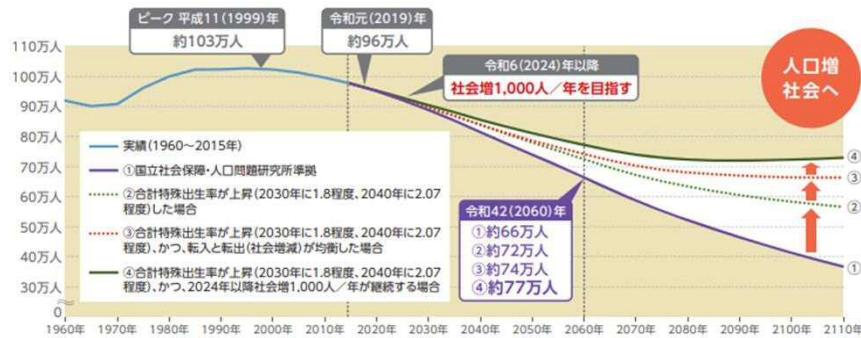 ピーク 平成11(1999)年
約103万人
令和元(2019)年
約96万人
令和6(2024)年以降
社会増1,000人/年を目指す
人口増
社会へ
110万人
100万人
90万人
80万人
70万人
60万人
50万人
40万人
30万人
0
実績(1960〜2015年)
①国立社会保障・人口問題研究所準拠
②合計特殊出生率が上昇(2030年に1.8程度、2040年に2.07
程度)した場合
③合計特殊出生率が上昇(2030年に1.8程度、2040年に2.07
程度)、かつ、転入と転出(社会増減)が均衡した場合
④合計特殊出生率が上昇(2030年に1.8程度、2040年に2.07
程度)、かつ、2024年以降社会増1,000人/年が継続する場合
令和42(2060)年
①約66万人
②約72万人
③約74万人
④約77万人
④
③
②
①
1960年 1970年 1980年 1990年 2000年 2010年 2020年 2030年 2040年 2050年 2060年 2070年 2080年 2090年 2100年 2110年